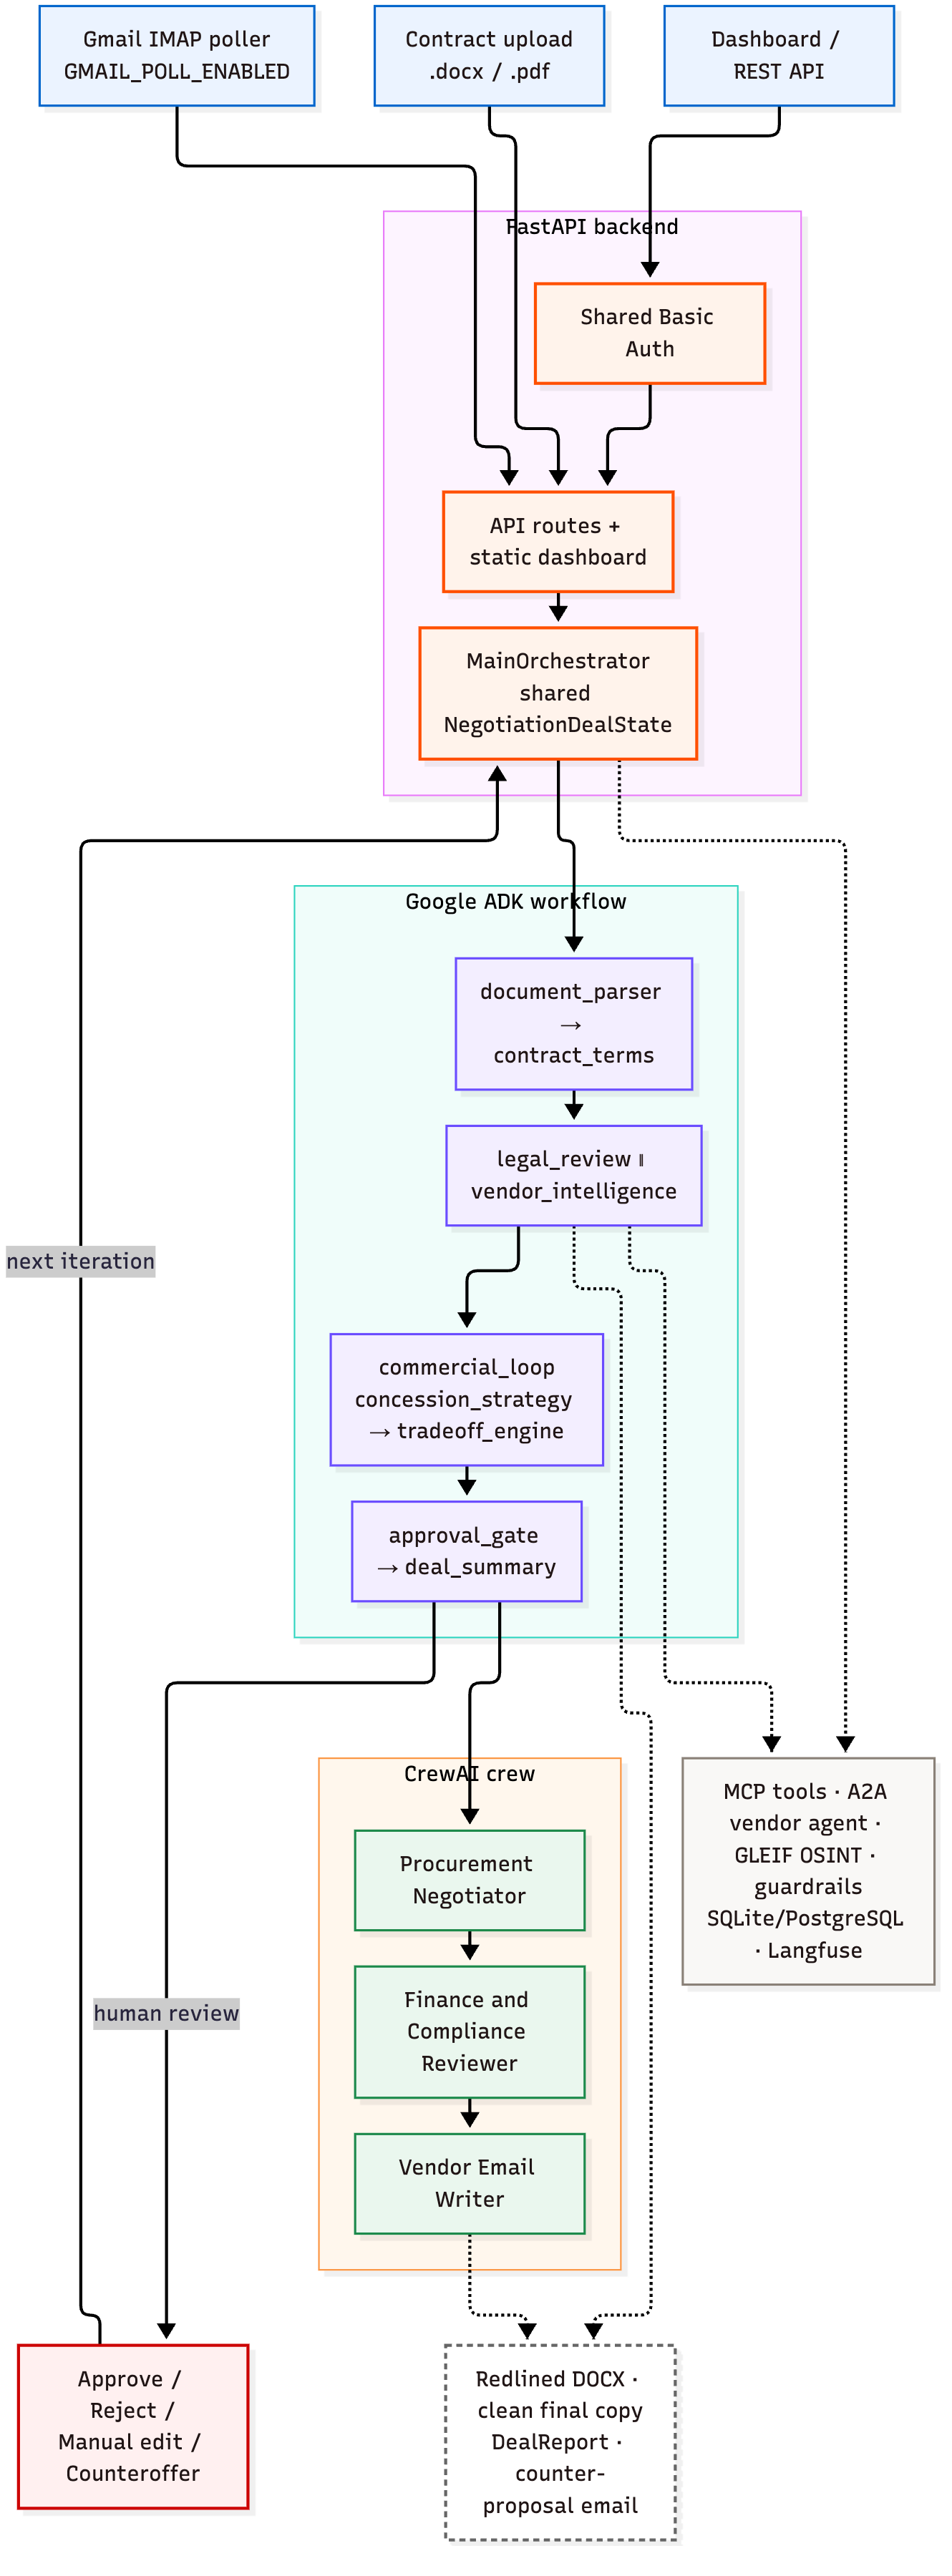 Gmail IMAP poller
GMAIL_POLL_ENABLED
Contract upload
.docx / .pdf
Dashboard /
REST API
FastAPI backend
Shared Basic
Auth
API routes +
static dashboard
MainOrchestrator
shared
NegotiationDealState
Google ADK workflow
document_parser
→
contract_terms
legal_review ∥
vendor_intelligence
next iteration
commercial_loop
concession_strategy
→ tradeoff_engine
approval_gate
→ deal_summary
CrewAI crew
Procurement
Negotiator
MCP tools · A2A
vendor agent ·
GLEIF OSINT ·
guardrails
SQLite/PostgreSQL
· Langfuse
human review
Finance and
Compliance
Reviewer
Vendor Email
Writer
Approve /
Reject /
Manual edit /
Counteroffer
Redlined DOCX ·
clean final copy
DealReport ·
counter-
proposal email